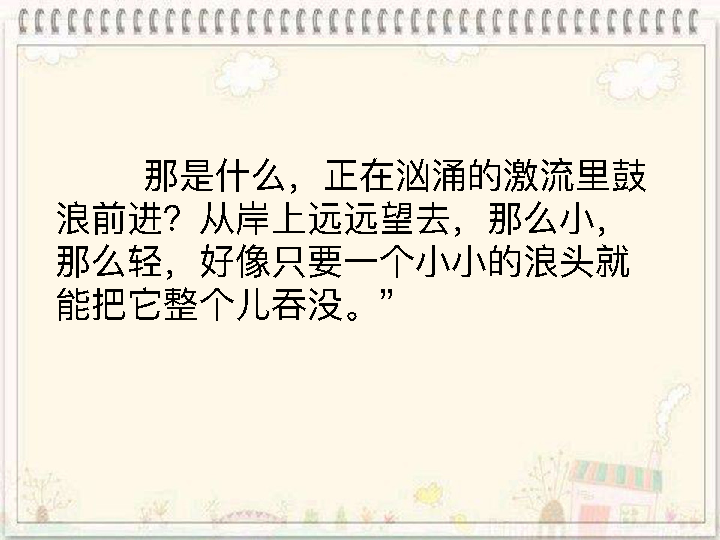 那是什么，正在汹涌的激流里鼓
浪前进？从岸上远远望去，那么小，
那么轻，好像只要一个小小的浪头就
能把它整个儿吞没。”